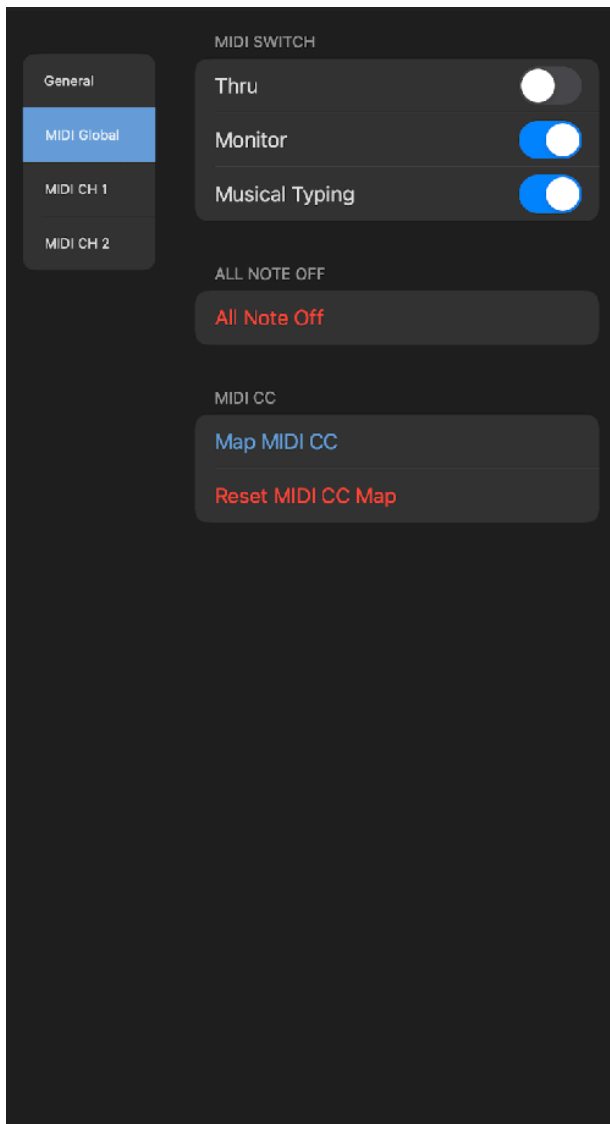 General
MIDI Global
MIDI CH 1
MIDI CH 2
MIDI SWITCH
Thru
Monitor
Musical Typing
ALL NOTE OFF
All Note Off
MIDI CC
Map MIDI CC
Reset MIDI CC Map